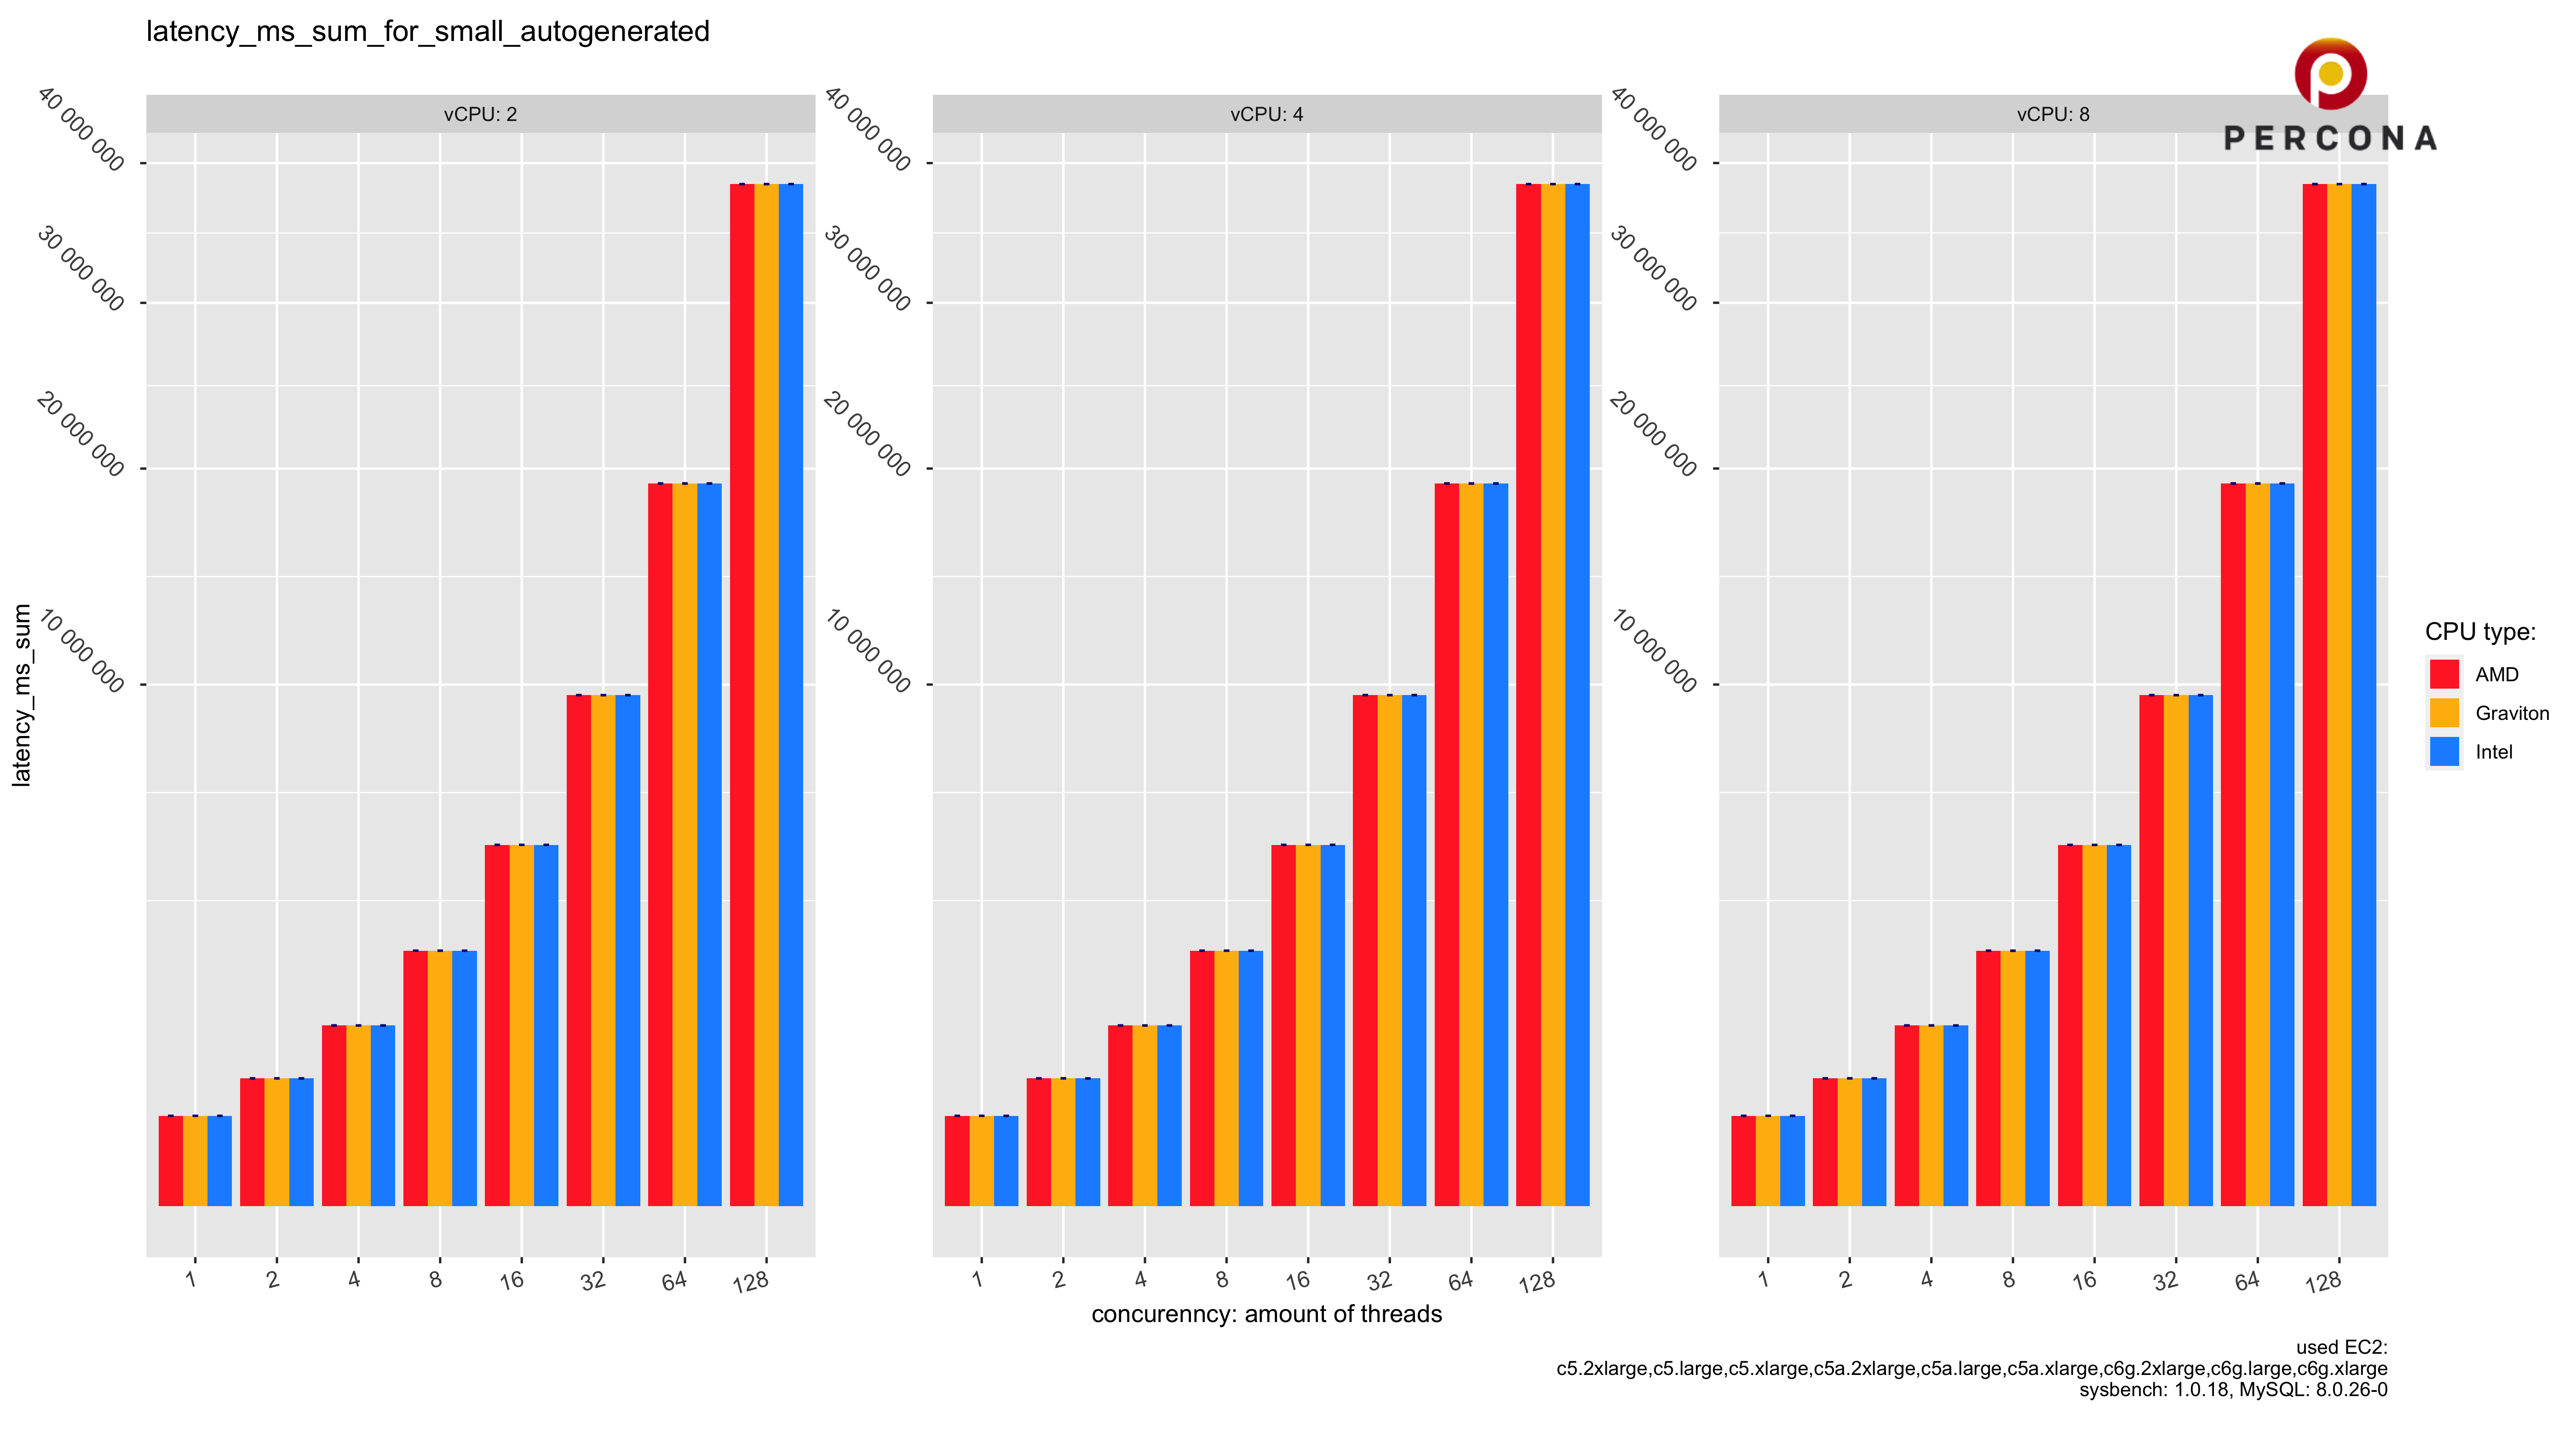 latency_ms_sum_for_small_autogenerated
PERCONA
vCPU: 2
vCPU: 4
vCPU: 8
latency_ms_sum
40 000 000
30 000 000
20 000 000
10 000 000
40 000 000
30 000 000
20 000 000
10 000 000
40 000 000
30 000 000
20 000 000
10 000 000
CPU type:
AMD
Graviton
Intel
1 2 4 8 16 32 64 128
1 2 4 8 16 32 64 128
1 2 4 8 16 32 64 128
concurenncy: amount of threads
used EC2:
c5.2xlarge,c5.large,c5.xlarge,c5a.2xlarge,c5a.large,c5a.xlarge,c6g.2xlarge,c6g.large,c6g.xlarge
sysbench: 1.0.18, MySQL: 8.0.26-0